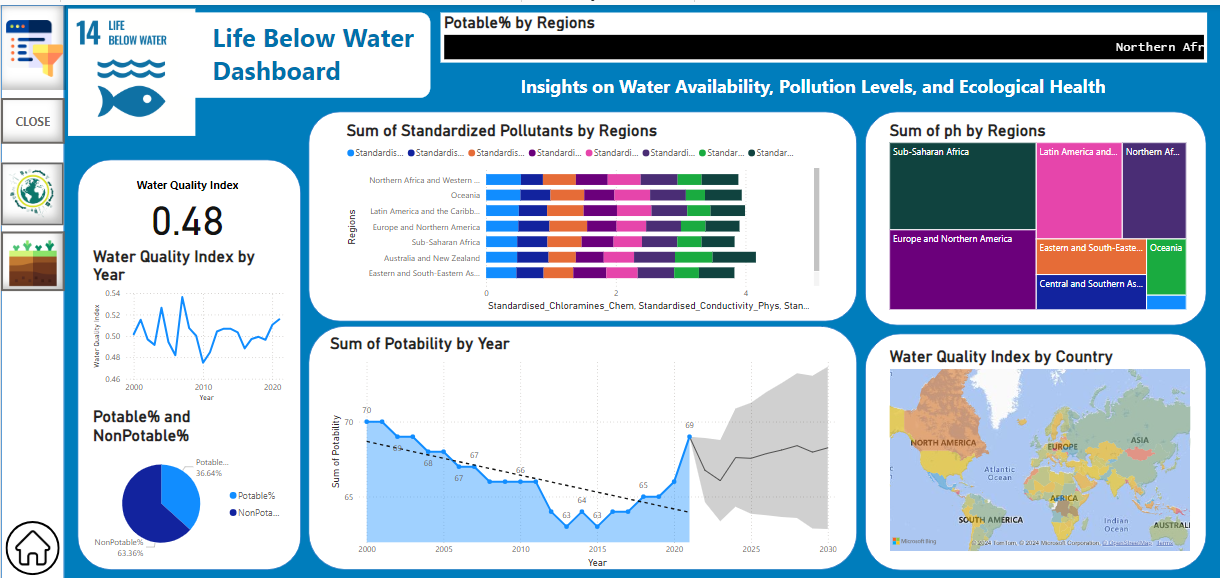 14 LIFE
BELOW WATER
Life Below Water
Dashboard
Potable% by Regions
Northern Afr
Insights on Water Availability, Pollution Levels, and Ecological Health
CLOSE
Water Quality Index
0.48
Water Quality Index by
Year
Water Quality Index
0.54
0.52
0.50
0.48
0.46
2000
2010
2020
Year
Potable% and
NonPotable%
Potable...
36.64%
NonPotable%
63.36%
Potable%
NonPota...
Sum of Standardized Pollutants by Regions
Standardis... Standardis... Standardis... Standardi... Standardi... Standardi... Standar... Standar...
Regions
Northern Africa and Western ...
Oceania
Latin America and the Caribb...
Europe and Northern America
Sub-Saharan Africa
Australia and New Zealand
Eastern and South-Eastern As...
0
2
4
Standardised_Chloramines_Chem, Standardised_Conductivity_Phys, Stan...
Sum of Potability by Year
Sum of Potability
70
65
70
69
68
67
67
66
63
64
63
65
69
2000
2005
2010
2015
2020
2025
2030
Year
Sum of ph by Regions
Sub-Saharan Africa
Latin America and...
Northern Af...
Europe and Northern America
Eastern and South-Easte...
Oceania
Central and Southern As...
Water Quality Index by Country
NORTH AMERICA
EUROPE
ASIA
Atlantic
Ocean
AFRICA
SOUTH AMERICA
Indian
Ocean
AUSTRALI
Microsoft Bing
© 2024 TomTom, © 2024 Microsoft Corporation, © OpenStreetMap Terms